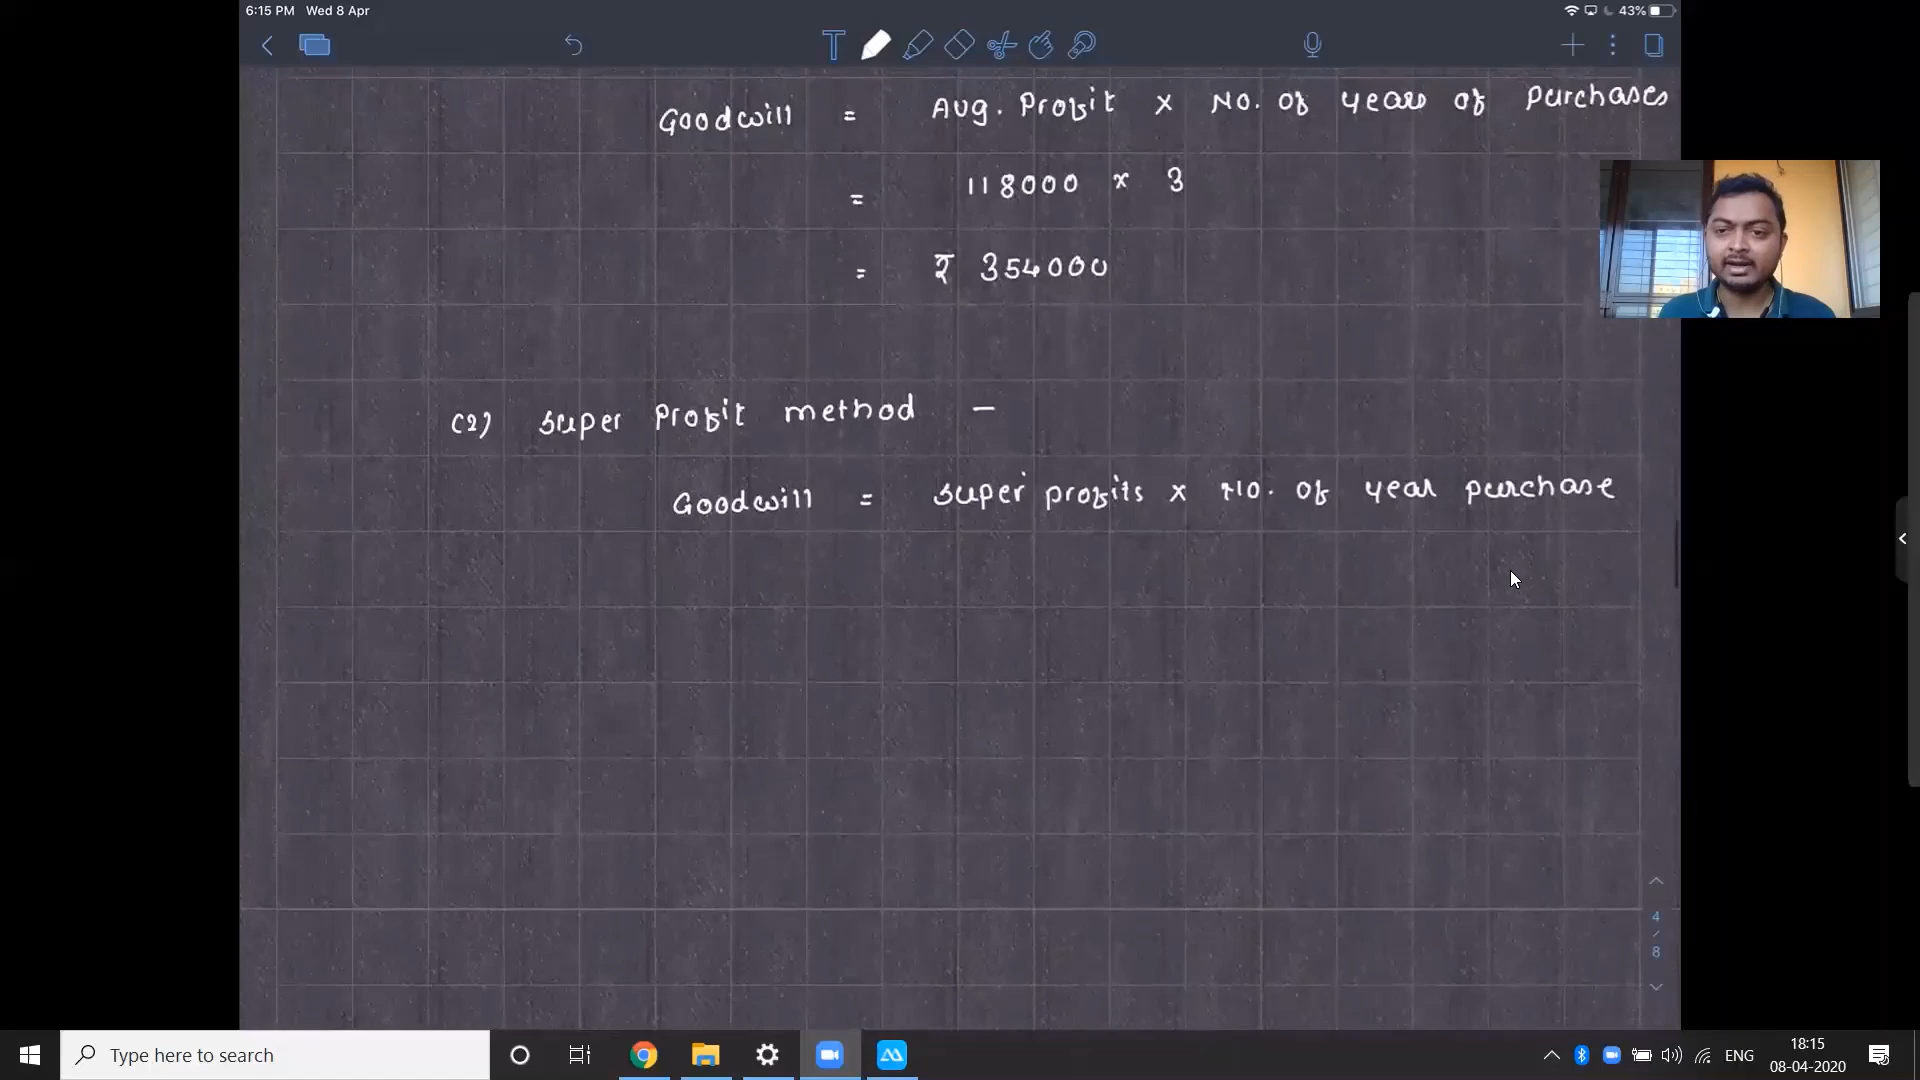 6:15 PM Wed 8 Apr 43%
T
Goodwill = Avg. Profit x No. of years of purchases
= 118000 x 3
= ₹ 354000
(2) Super Profit method —
Goodwill = super profits x No. of year purchase
4
/
8
Type here to search
ENG
18:15
08-04-2020